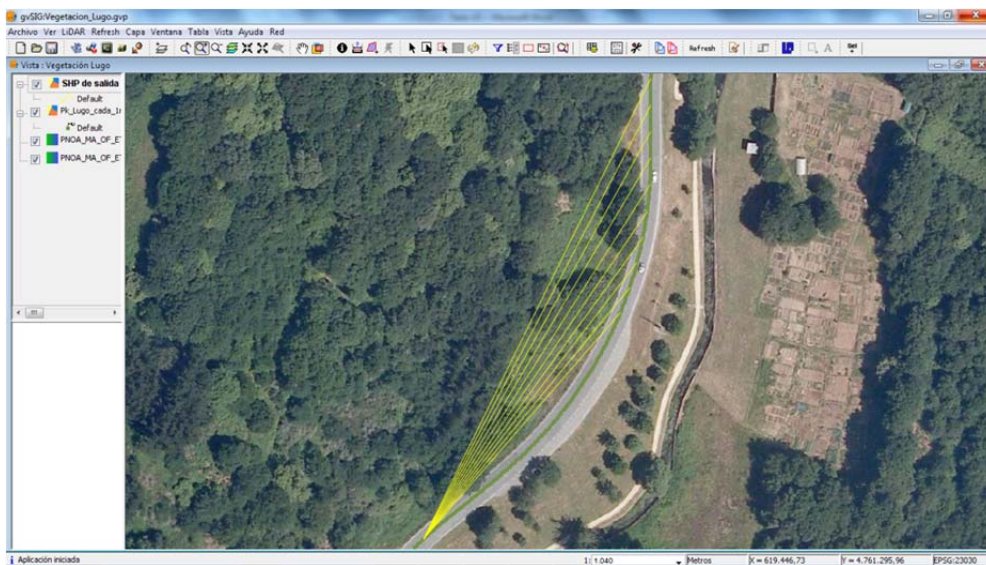 gvSIG:Vegetacion_Lugo.gvp
Archivo Ver LiDAR Refresh Capa Ventana Tabla Vista Ayuda Red
Refresh
Vista : Vegetación Lugo
SHP de salida
Default
Pk_Lugo_cada_1
Default
PNOA_MA_OF_E
PNOA_MA_OF_E
Aplicación iniciada
1: 1.040
Metros
X = 619.446,73
Y = 4.761.295,96
EPSG:23030